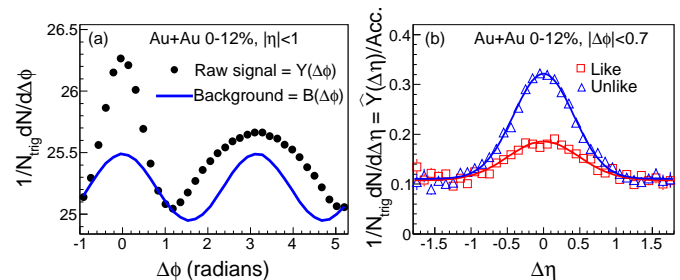 (a) Au+Au 0-12%, |η|<1
Raw signal = Y(Δϕ)
Background = B(Δϕ)
1/N_trig dN/dΔϕ
26.5
26
25.5
25
-1 0 1 2 3 4 5
Δϕ (radians)
(b) Au+Au 0-12%, |Δϕ|<0.7
Like
Unlike
1/N_trig dN/dΔη = Ŷ(Δη)/Acc.
0.4
0.3
0.2
0.1
0
-1.5 -1 -0.5 0 0.5 1 1.5
Δη